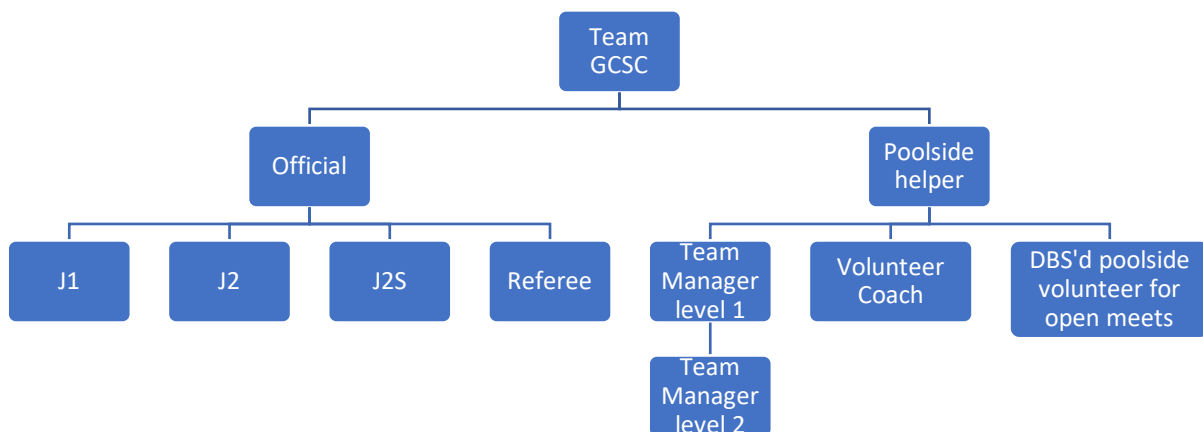 Team
GCSC
Official
Poolside
helper
J1
J2
J2S
Referee
Team
Manager
level 1
Volunteer
Coach
DBS'd poolside
volunteer for
open meets
Team
Manager
level 2